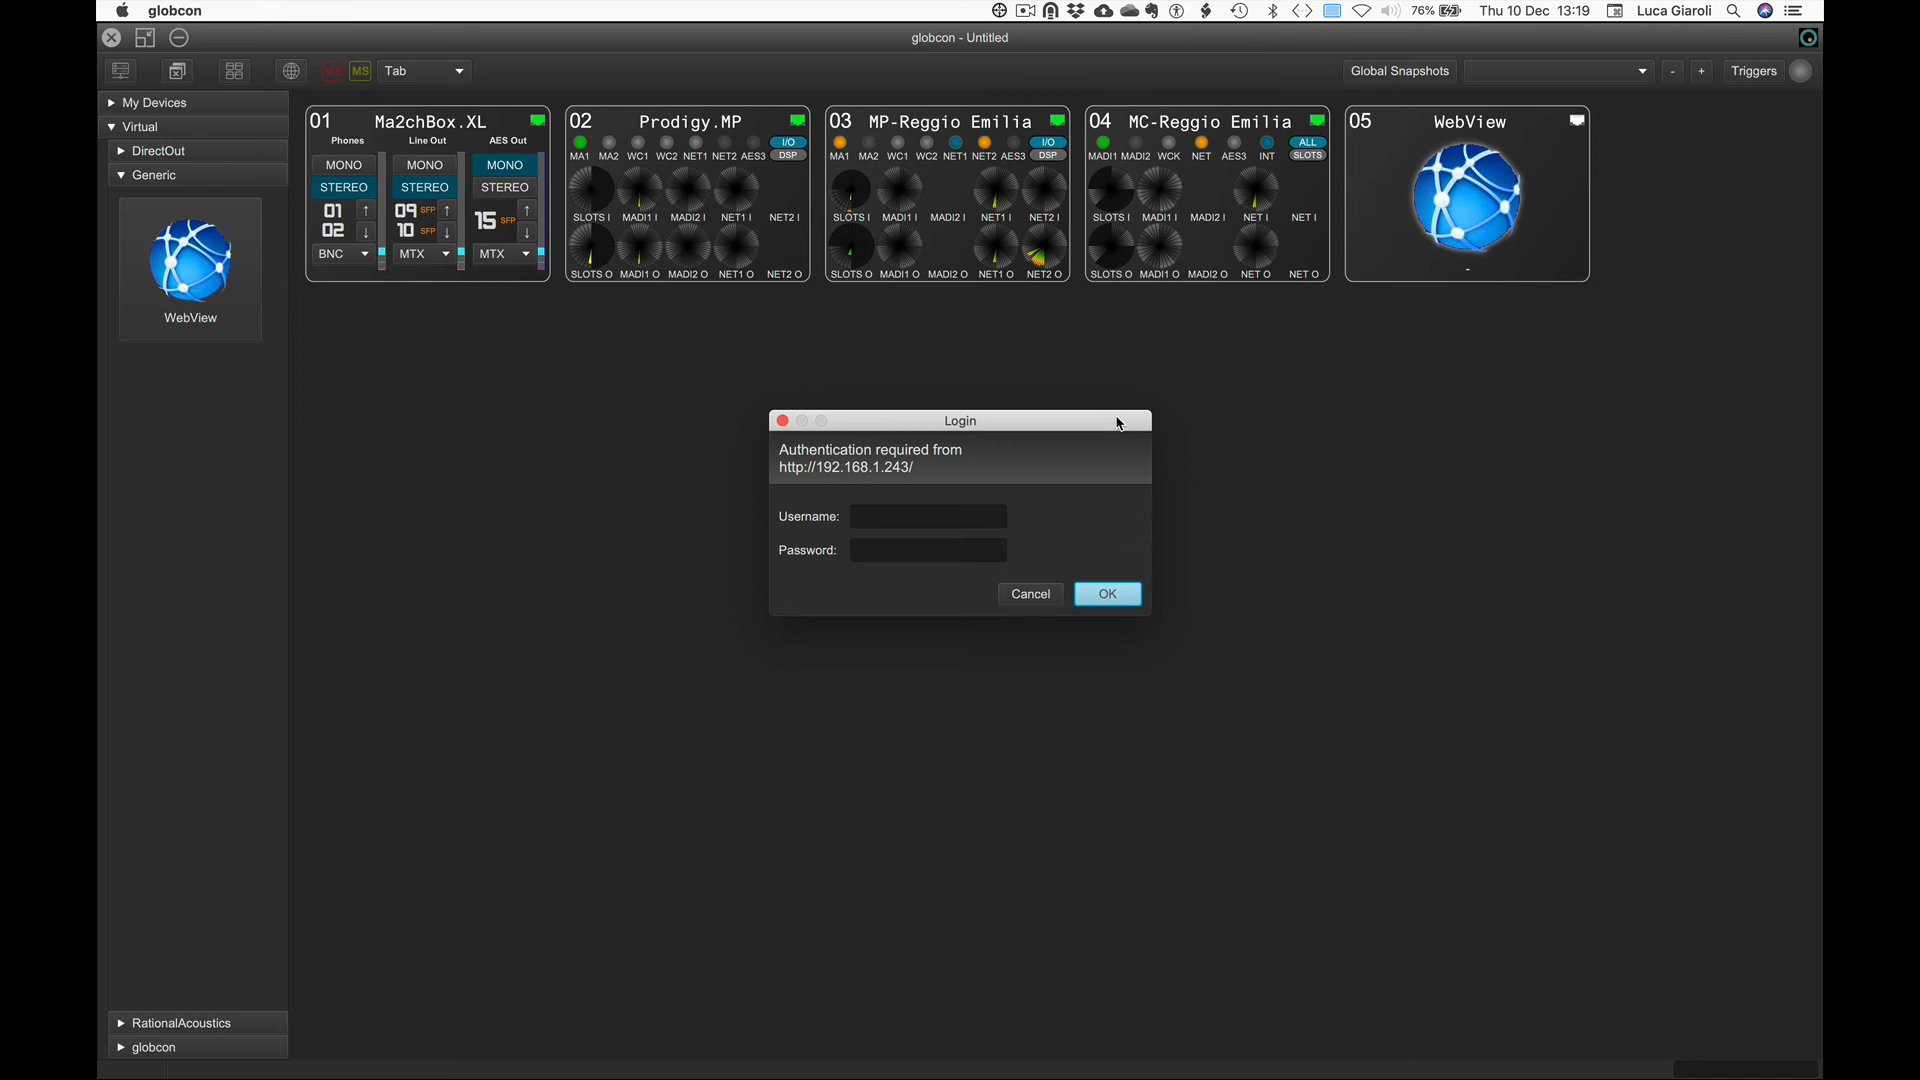 globcon
76%
Thu 10 Dec 13:19
Luca Giaroli
globcon - Untitled
MS MS Tab
Global Snapshots
- +
Triggers
My Devices
Virtual
DirectOut
Generic
WebView
RationalAcoustics
globcon
01 Ma2chBox.XL
Phones Line Out AES Out
MONO MONO MONO
STEREO STEREO STEREO
01 ↑ 09 SFP ↑ 15 SFP ↑
02 ↓ 10 SFP ↓ ↓
BNC MTX MTX
02 Prodigy.MP
I/O
MA1 MA2 WC1 WC2 NET1 NET2 AES3 DSP
SLOTS I MADI1 I MADI2 I NET1 I NET2 I
SLOTS O MADI1 O MADI2 O NET1 O NET2 O
03 MP-Reggio Emilia
I/O
MA1 MA2 WC1 WC2 NET1 NET2 AES3 DSP
SLOTS I MADI1 I MADI2 I NET1 I NET2 I
SLOTS O MADI1 O MADI2 O NET1 O NET2 O
04 MC-Reggio Emilia
ALL
MADI1 MADI2 WCK NET AES3 INT SLOTS
SLOTS I MADI1 I MADI2 I NET I NET I
SLOTS O MADI1 O MADI2 O NET O NET O
05 WebView
-
Login
Authentication required from
http://192.168.1.243/
Username:
Password:
Cancel OK